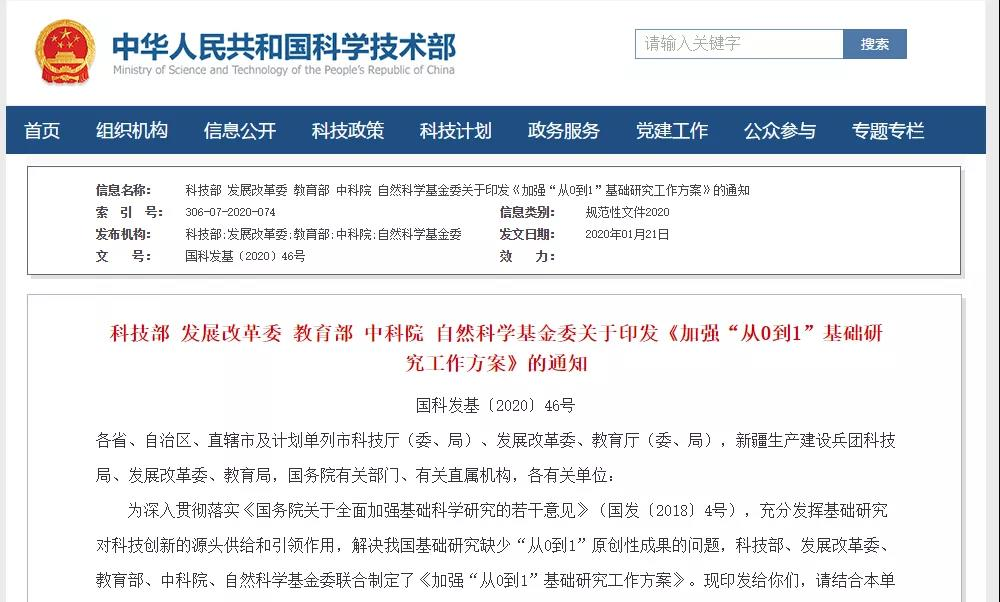 中华人民共和国科学技术部
Ministry of Science and Technology of the People's Republic of China
请输入关键字 搜索
首页 组织机构 信息公开 科技政策 科技计划 政务服务 党建工作 公众参与 专题专栏
信息名称： 科技部 发展改革委 教育部 中科院 自然科学基金委关于印发《加强“从0到1”基础研究工作方案》的通知
索 引 号： 306-07-2020-074 信息类别： 规范性文件2020
发布机构： 科技部;发展改革委;教育部;中科院;自然科学基金委 发文日期： 2020年01月21日
文 号： 国科发基（2020）46号 效 力：
科技部 发展改革委 教育部 中科院 自然科学基金委关于印发《加强“从0到1”基础研
究工作方案》的通知
国科发基〔2020〕46号
各省、自治区、直辖市及计划单列市科技厅（委、局）、发展改革委、教育厅（委、局），新疆生产建设兵团科技
局、发展改革委、教育局，国务院有关部门、有关直属机构，各有关单位：
为深入贯彻落实《国务院关于全面加强基础科学研究的若干意见》（国发〔2018〕4号），充分发挥基础研究
对科技创新的源头供给和引领作用，解决我国基础研究缺少“从0到1”原创性成果的问题，科技部、发展改革委、
教育部、中科院、自然科学基金委联合制定了《加强“从0到1”基础研究工作方案》。现印发给你们，请结合本单